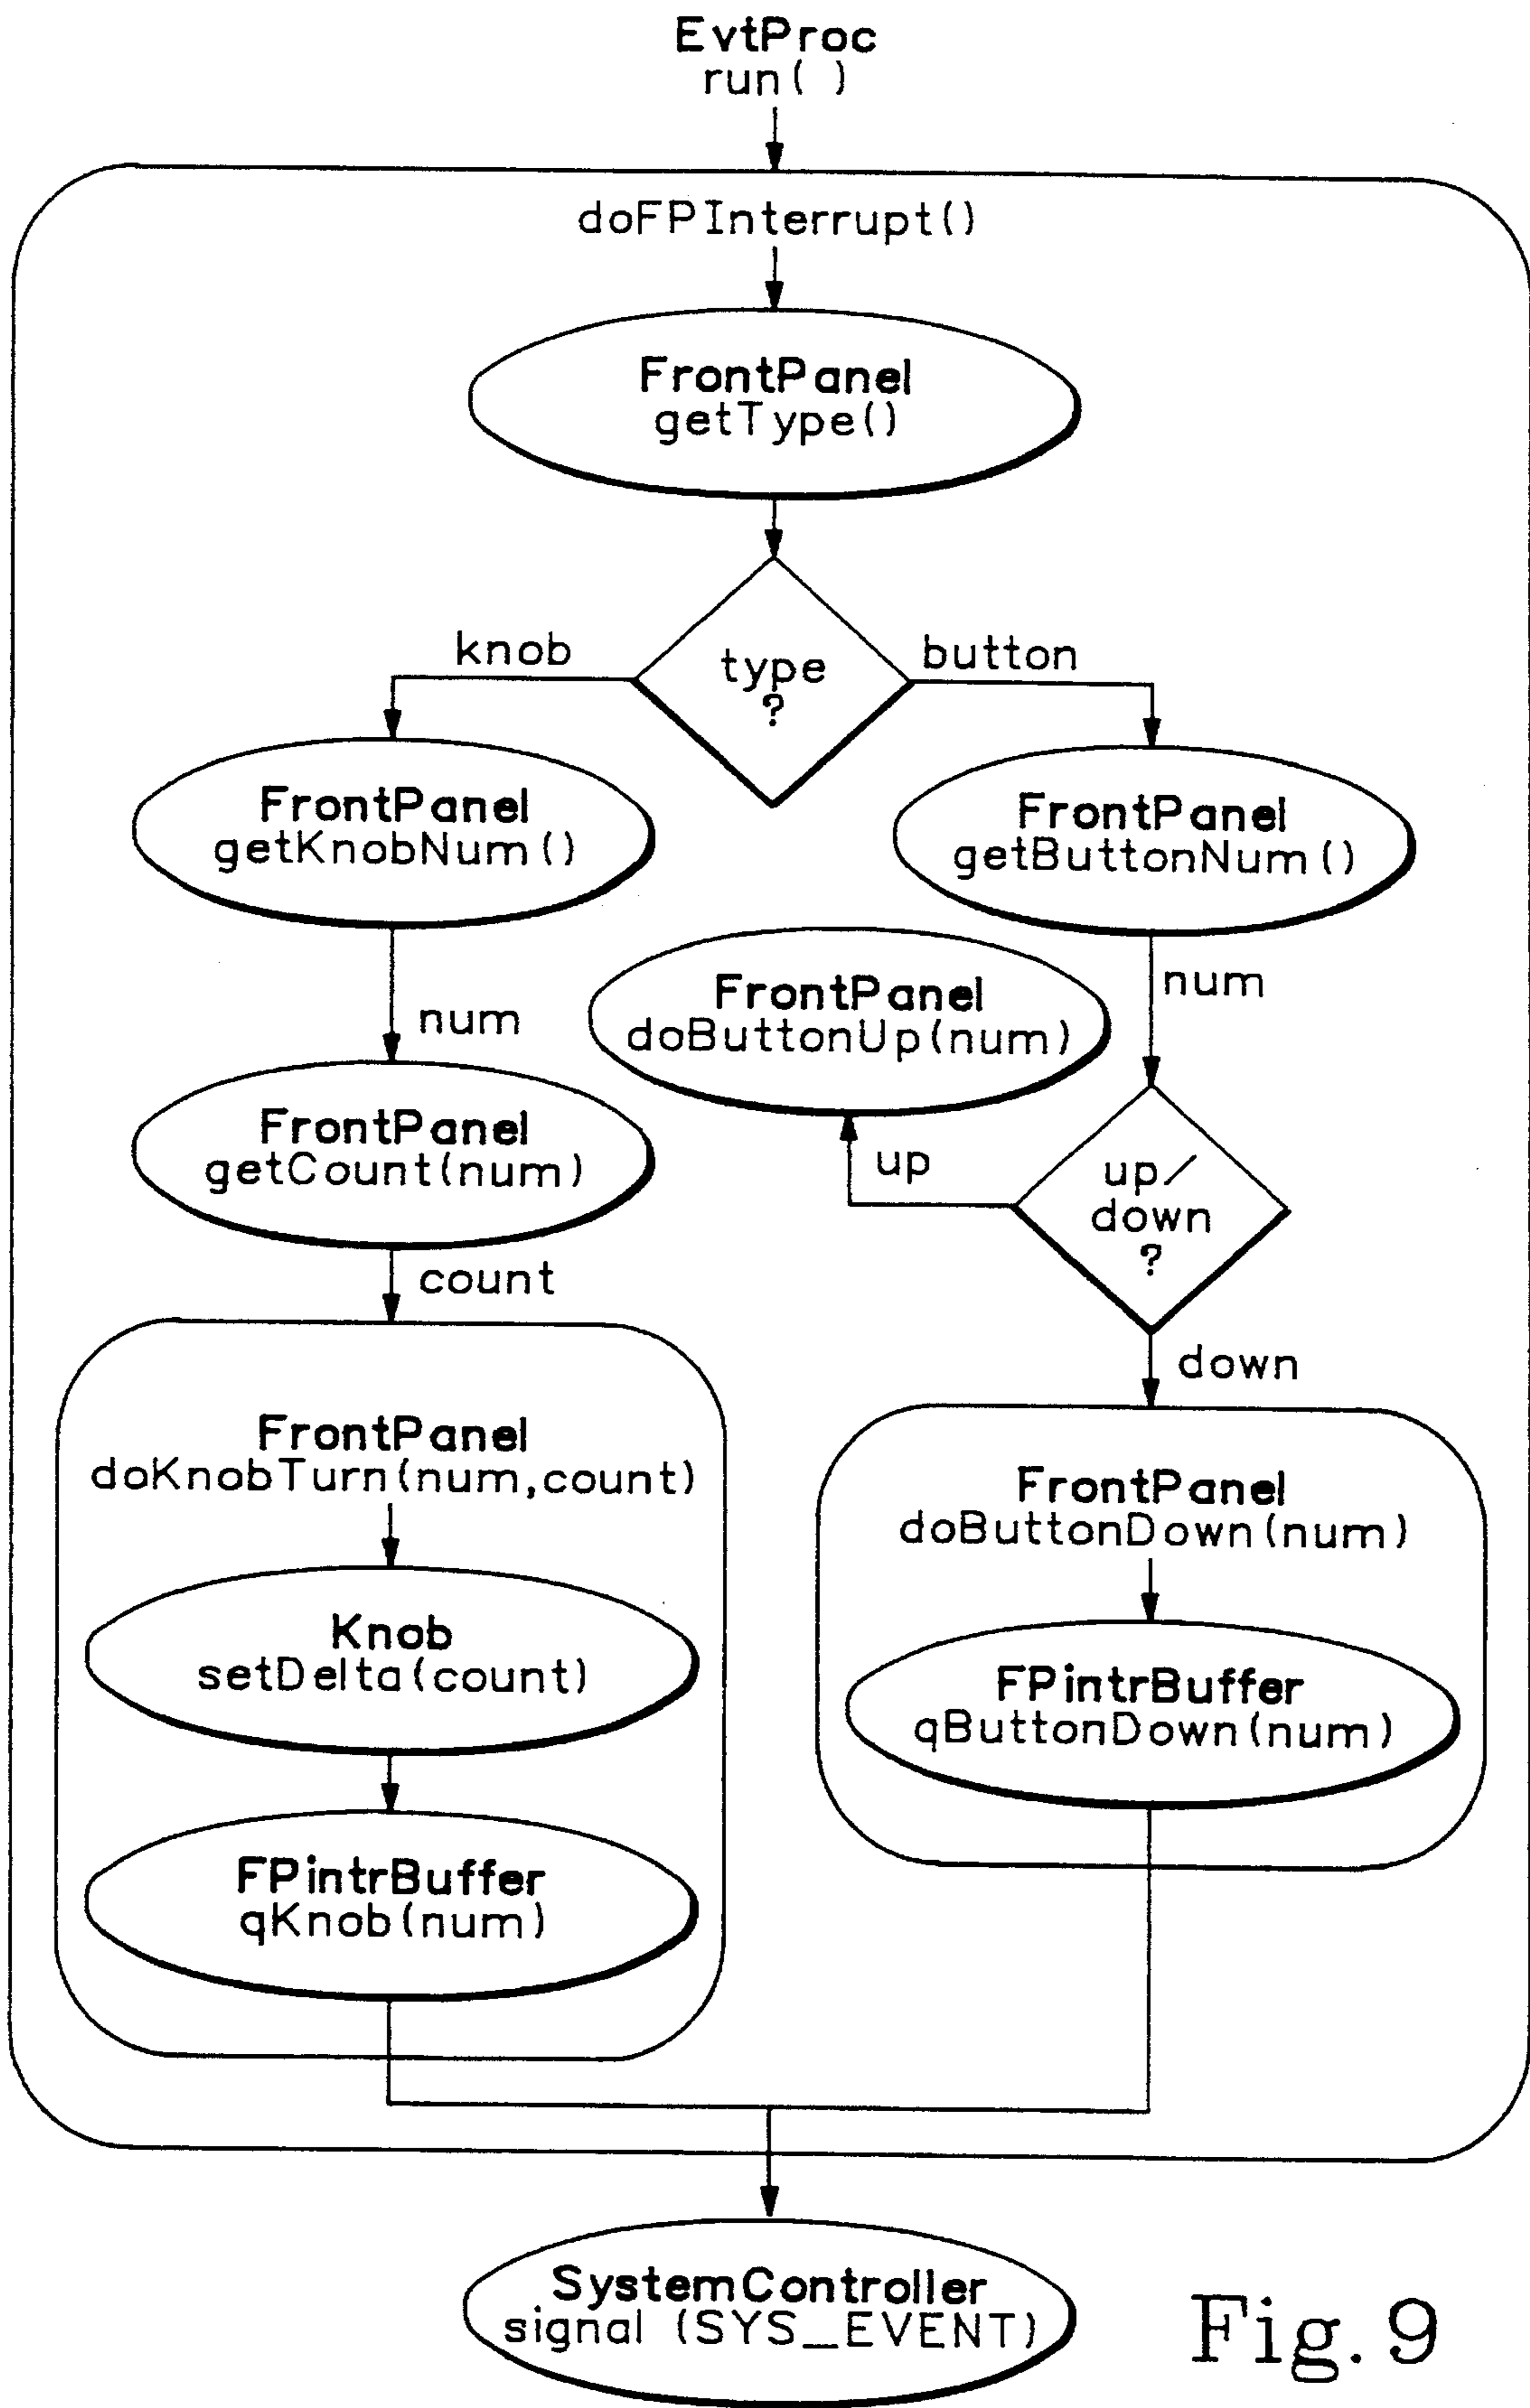 EvtProc
run( )
doFPInterrupt()
FrontPanel
getType()
knob
type
?
button
FrontPanel
getKnobNum()
FrontPanel
getButtonNum()
num
FrontPanel
doButtonUp(num)
num
FrontPanel
getCount(num)
up
up/
down
?
count
down
FrontPanel
doKnobTurn(num,count)
FrontPanel
doButtonDown(num)
Knob
setDelta(count)
FPintrBuffer
qButtonDown(num)
FPintrBuffer
qKnob(num)
SystemController
signal (SYS_EVENT)
Fig. 9